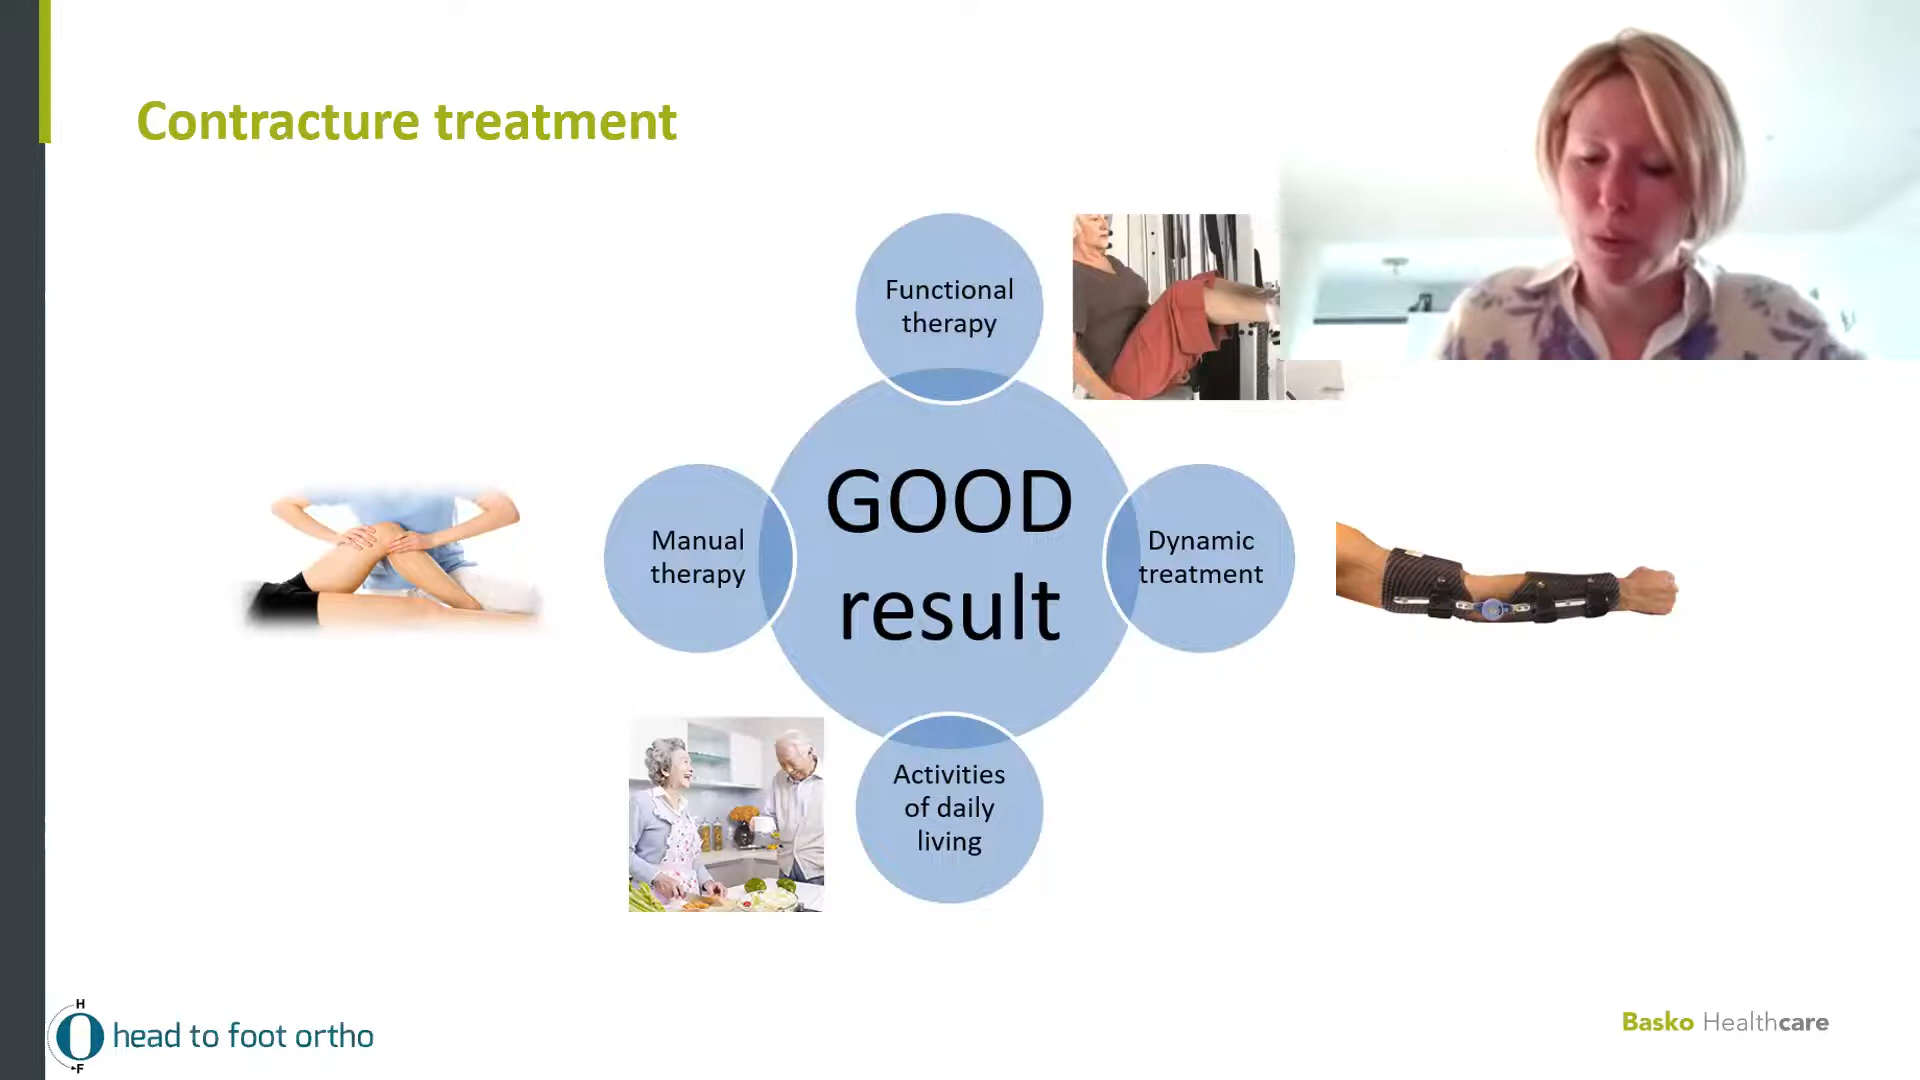 Contracture treatment
Functional
therapy
GOOD
result
Manual
therapy
Dynamic
treatment
Activities
of daily
living
H
F
head to foot ortho
Basko Healthcare